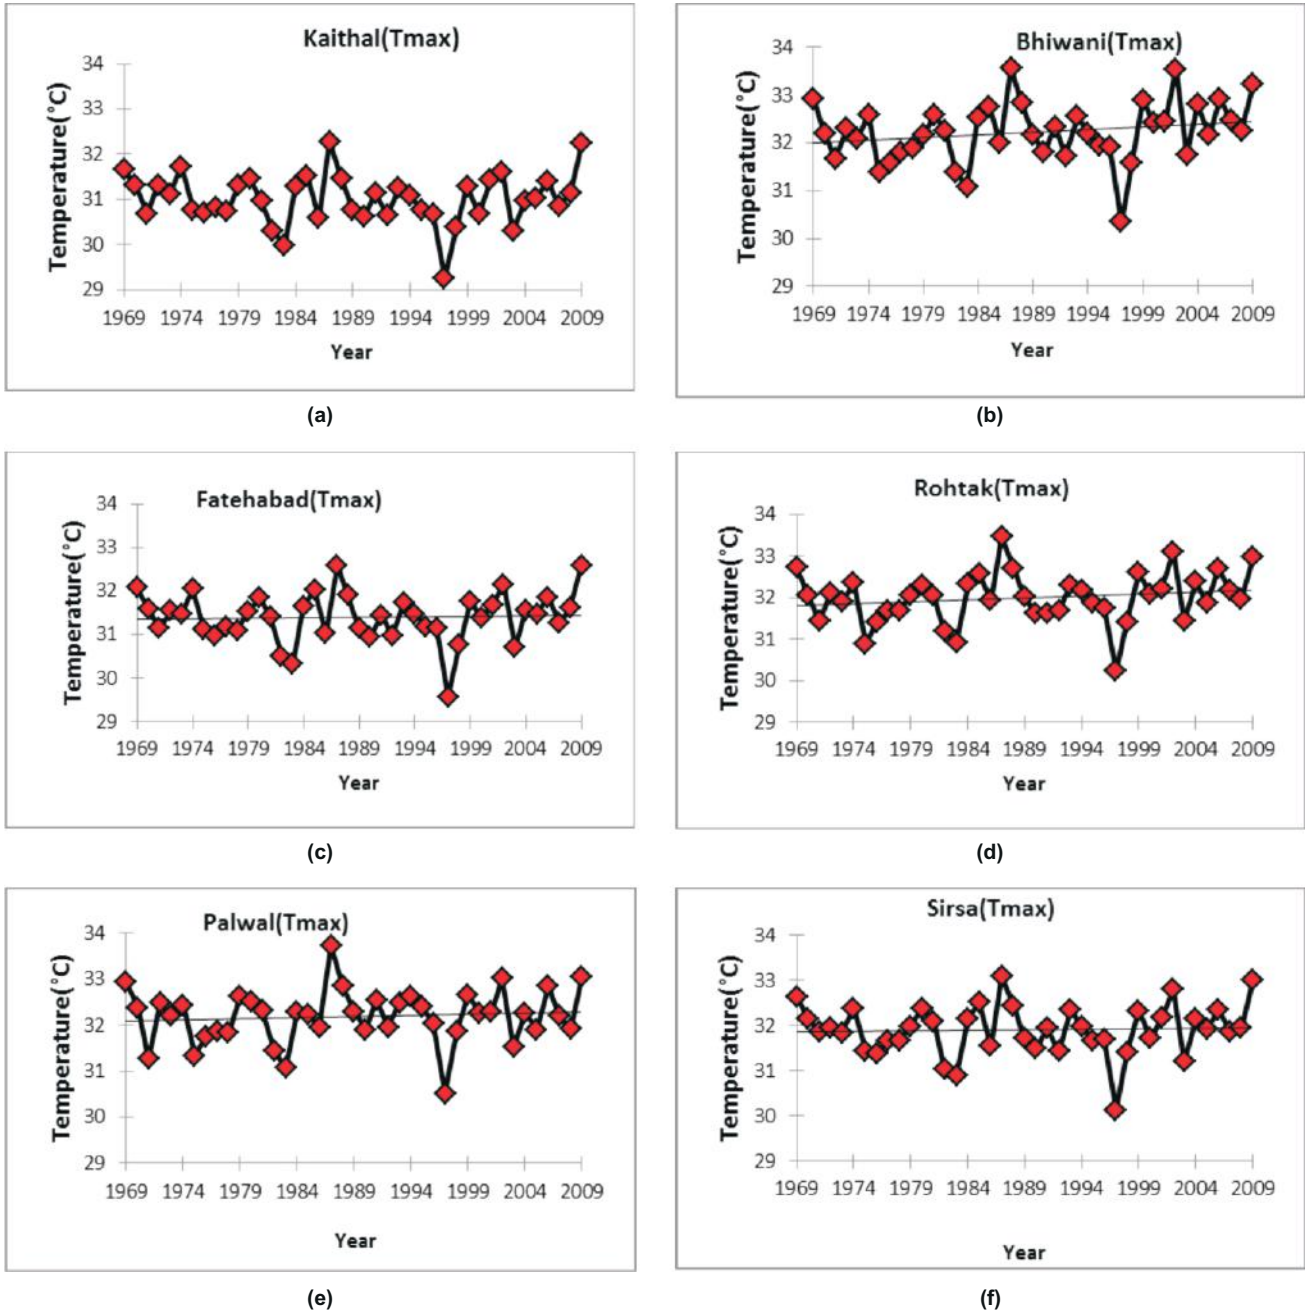 Kaithal(Tmax)
Temperature(°C)
34
33
32
31
30
29
1969 1974 1979 1984 1989 1994 1999 2004 2009
Year
(a)
Bhiwani(Tmax)
Temperature(°C)
34
33
32
31
30
29
1969 1974 1979 1984 1989 1994 1999 2004 2009
Year
(b)
Fatehabad(Tmax)
Temperature(°C)
34
33
32
31
30
29
1969 1974 1979 1984 1989 1994 1999 2004 2009
Year
(c)
Rohtak(Tmax)
Temperature(°C)
34
33
32
31
30
29
1969 1974 1979 1984 1989 1994 1999 2004 2009
Year
(d)
Palwal(Tmax)
Temperature(°C)
34
33
32
31
30
29
1969 1974 1979 1984 1989 1994 1999 2004 2009
Year
(e)
Sirsa(Tmax)
Temperature(°C)
34
33
32
31
30
29
1969 1974 1979 1984 1989 1994 1999 2004 2009
Year
(f)